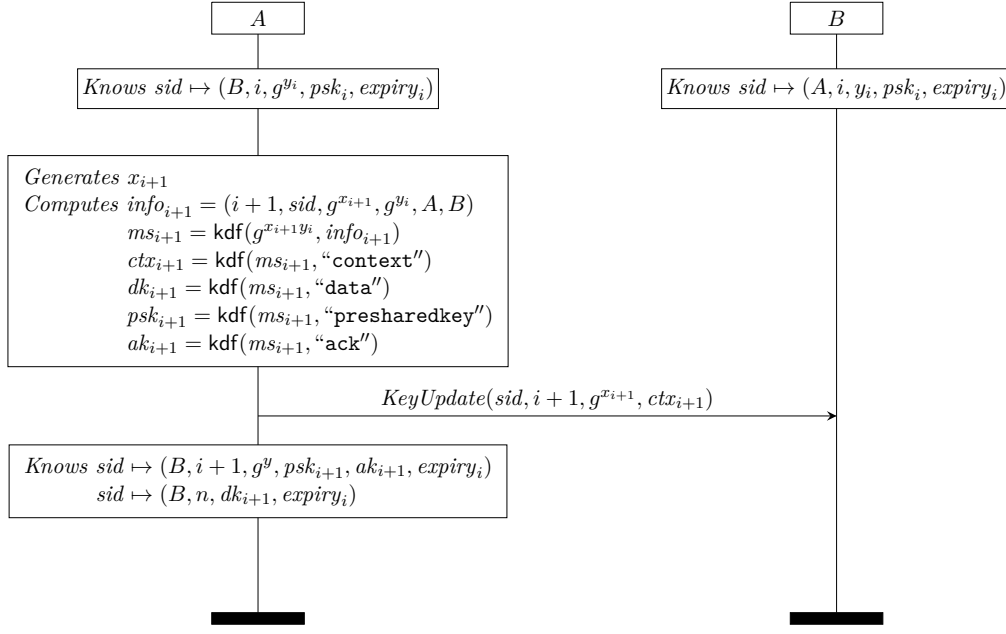 A B
Knows sid ↦ (B, i, g^{y_i}, psk_i, expiry_i) Knows sid ↦ (A, i, y_i, psk_i, expiry_i)
Generates x_{i+1}
Computes info_{i+1} = (i + 1, sid, g^{x_{i+1}}, g^{y_i}, A, B)
ms_{i+1} = kdf(g^{x_{i+1}y_i}, info_{i+1})
ctx_{i+1} = kdf(ms_{i+1}, “context”)
dk_{i+1} = kdf(ms_{i+1}, “data”)
psk_{i+1} = kdf(ms_{i+1}, “presharedkey”)
ak_{i+1} = kdf(ms_{i+1}, “ack”)
KeyUpdate(sid, i + 1, g^{x_{i+1}}, ctx_{i+1})
Knows sid ↦ (B, i + 1, g^y, psk_{i+1}, ak_{i+1}, expiry_i)
sid ↦ (B, n, dk_{i+1}, expiry_i)